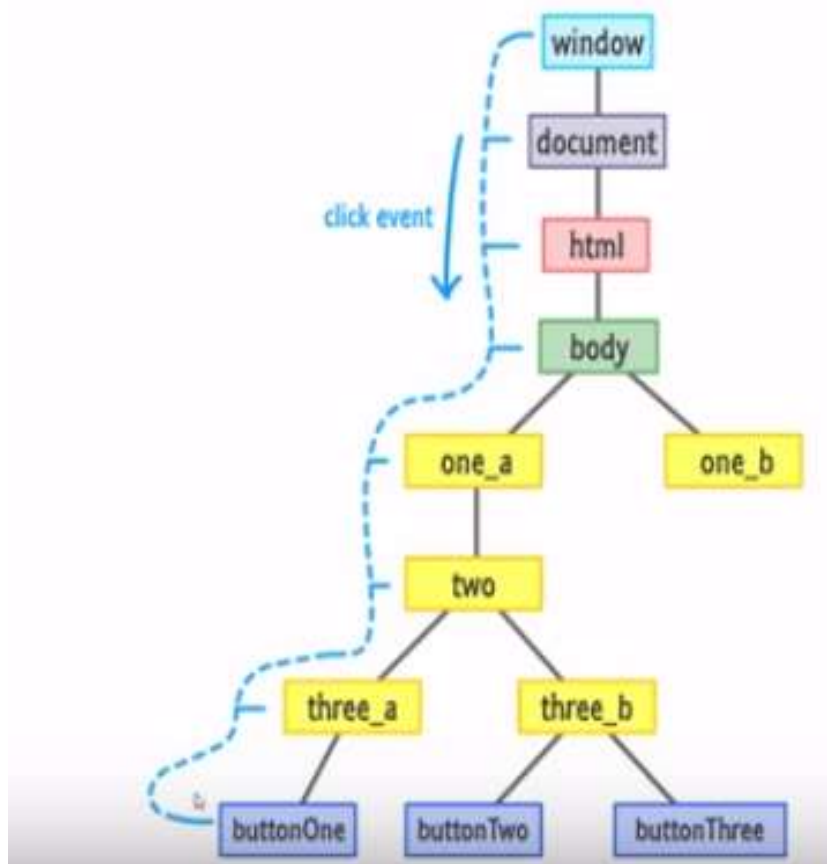 window
document
click event
html
body
one_a
one_b
two
three_a
three_b
buttonOne
buttonTwo
buttonThree